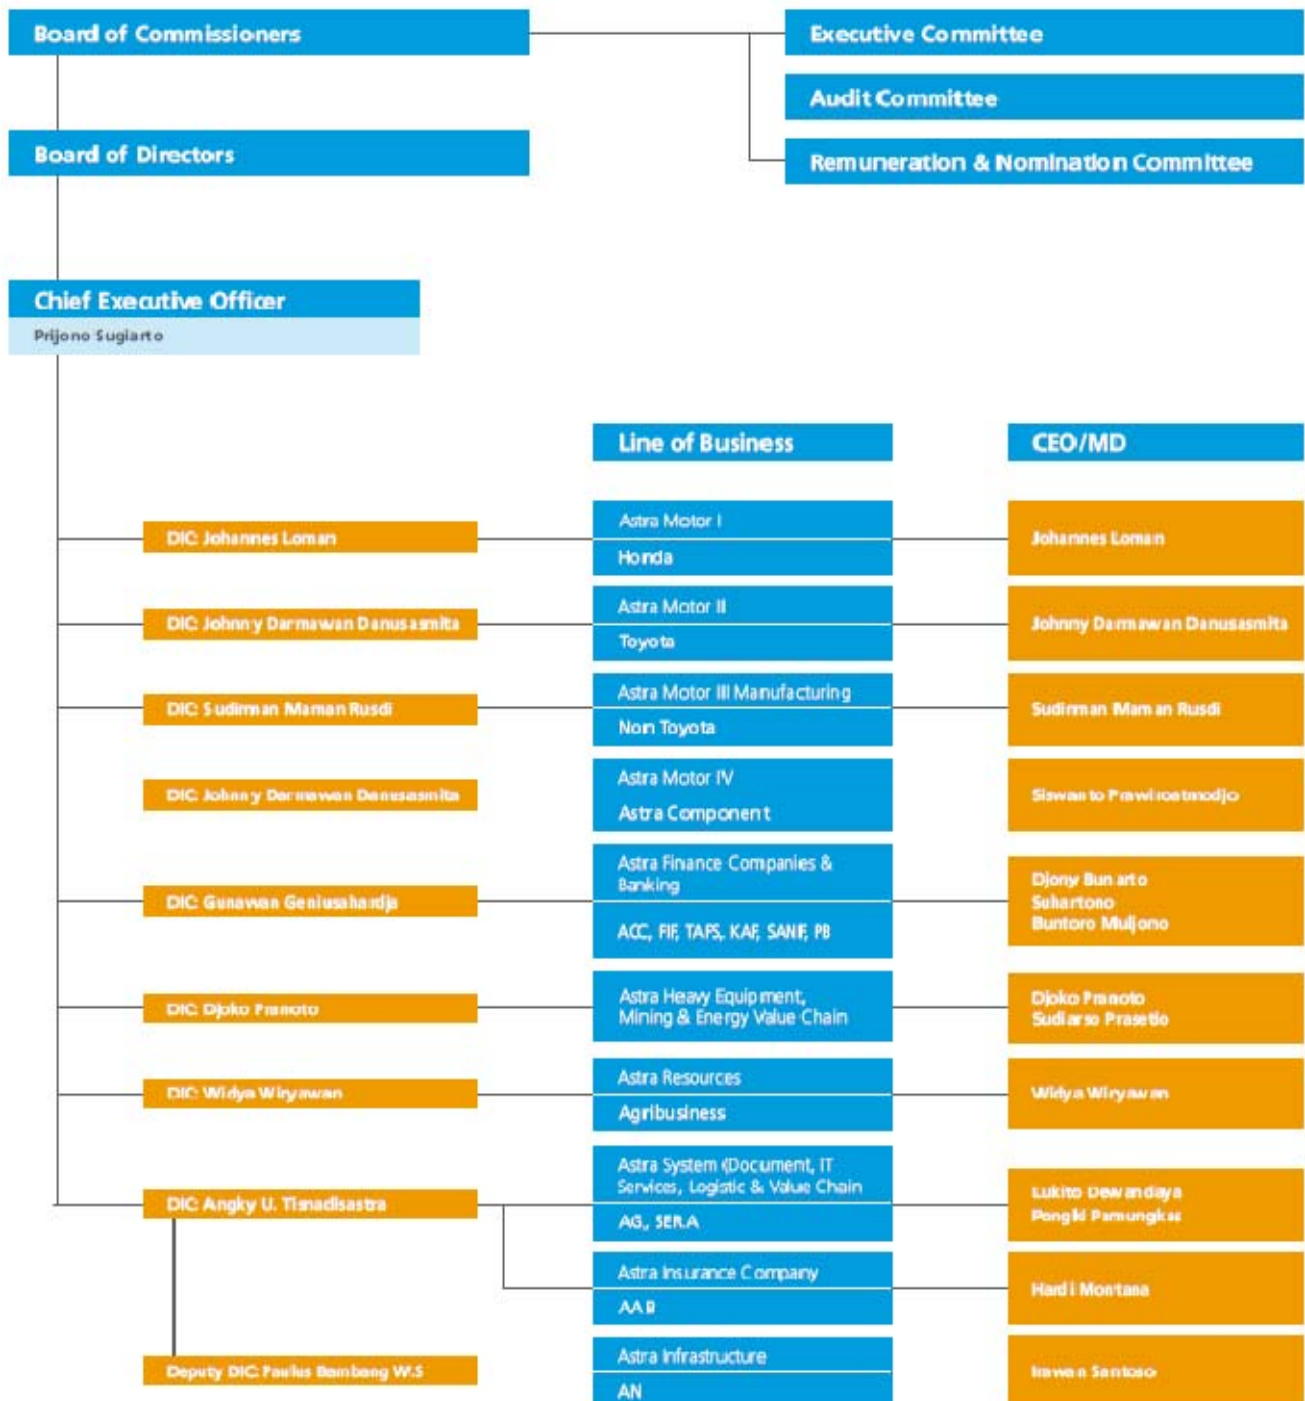 Board of Commissioners
Executive Committee
Audit Committee
Board of Directors
Remuneration & Nomination Committee
Chief Executive Officer
Prijono Sugiarto
Line of Business
CEO/MD
DIC: Johannes Loman
Astra Motor I
Honda
Johannes Loman
DIC: Johnny Darmawan Danusasmita
Astra Motor II
Toyota
Johnny Darmawan Danusasmita
DIC: Sudirman Maman Rusdi
Astra Motor III Manufacturing
Non Toyota
Sudirman Maman Rusdi
DIC: Johnny Darmawan Danusasmita
Astra Motor IV
Astra Component
Siswanto Prawiroatmodjo
DIC: Gunawan Geniusahardja
Astra Finance Companies &
Banking
ACC, FIF, TAFS, KAF, SANF, PB
Djony Bunarto
Suhartono
Buntoro Muljono
DIC: Djoko Pranoto
Astra Heavy Equipment,
Mining & Energy Value Chain
Djoko Pranoto
Sudiarso Prasetio
DIC: Widya Wiryawan
Astra Resources
Agribusiness
Widya Wiryawan
DIC: Angky U. Tisnadisastra
Astra System (Document, IT
Services, Logistic & Value Chain
AG, SERA
Lukito Dewandaya
Pongki Pamungkas
Astra Insurance Company
AAB
Hardi Montana
Deputy DIC: Paulus Bambang W.S
Astra Infrastructure
AN
Irawan Santoso